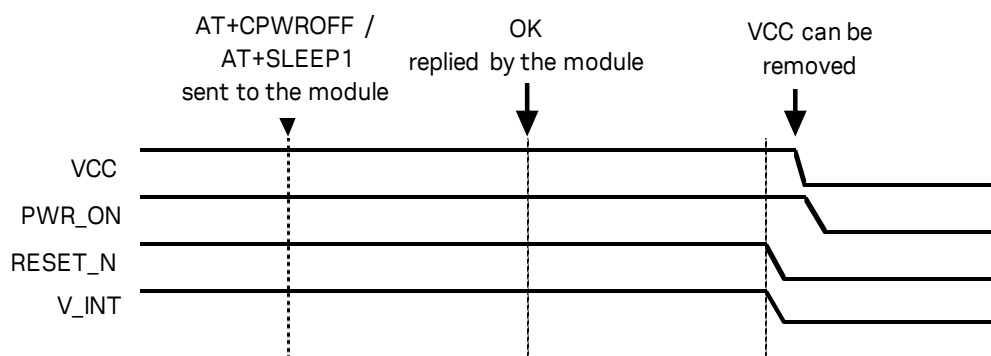 AT+CPWROFF /
AT+SLEEP1
sent to the module
OK
replied by the module
VCC can be
removed
VCC
PWR_ON
RESET_N
V_INT